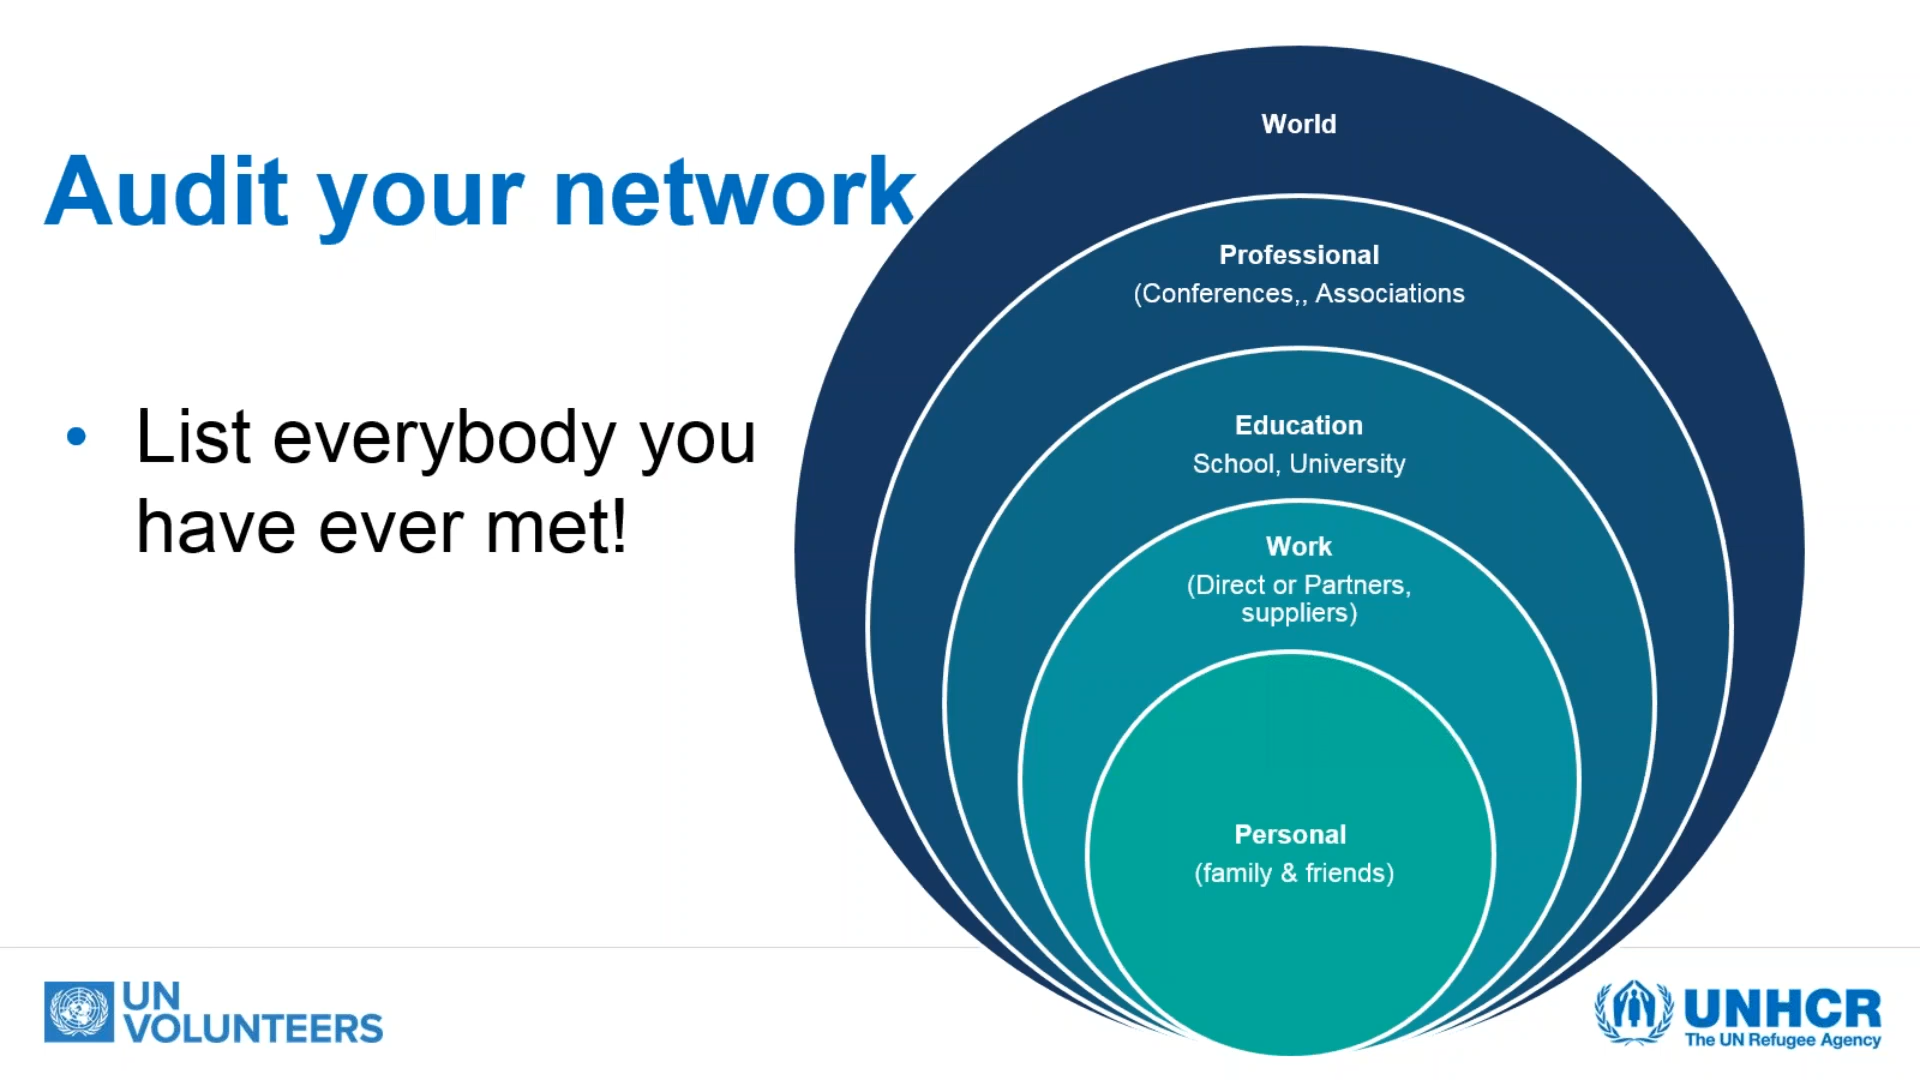 Audit your network
• List everybody you
have ever met!
World
Professional
(Conferences,, Associations
Education
School, University
Work
(Direct or Partners,
suppliers)
Personal
(family & friends)
UN
VOLUNTEERS
UNHCR
The UN Refugee Agency